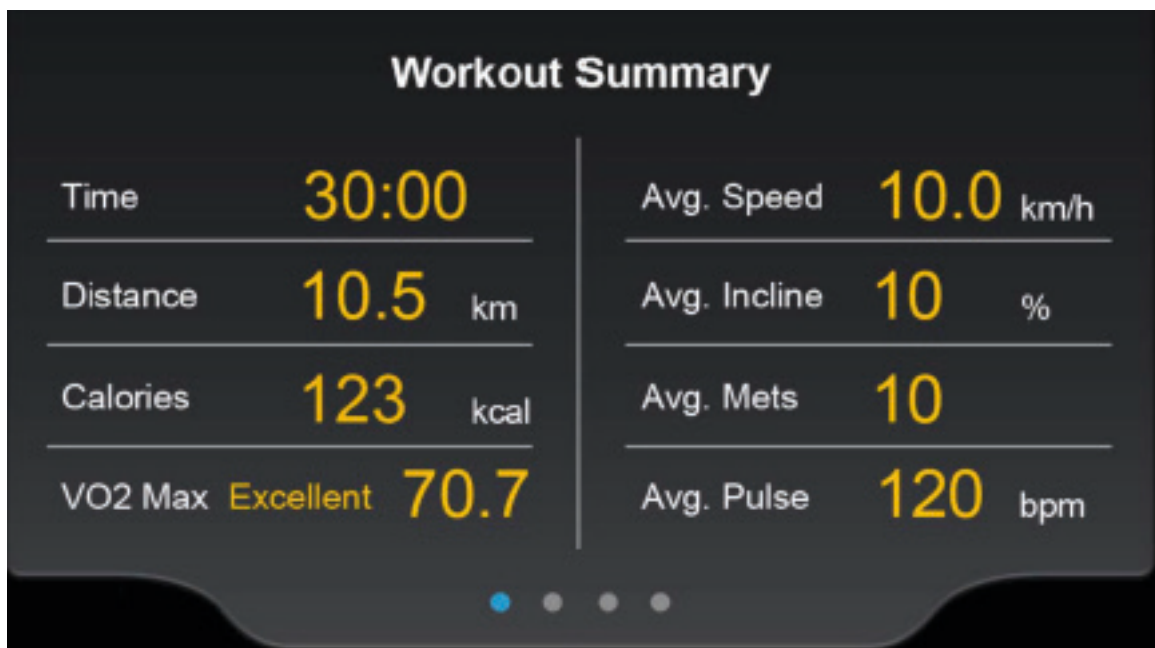 Workout Summary
Time 30:00
Distance 10.5 km
Calories 123 kcal
VO2 Max Excellent 70.7
Avg. Speed 10.0 km/h
Avg. Incline 10 %
Avg. Mets 10
Avg. Pulse 120 bpm